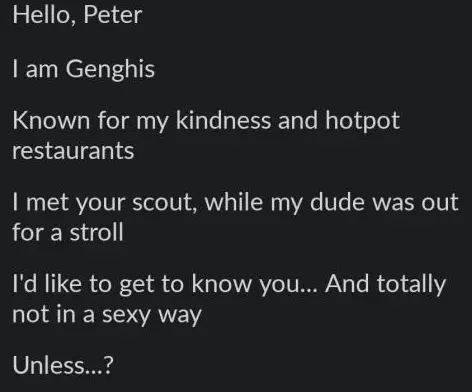 Hello, Peter
I am Genghis
Known for my kindness and hotpot
restaurants
I met your scout, while my dude was out
for a stroll
I'd like to get to know you... And totally
not in a sexy way
Unless...?